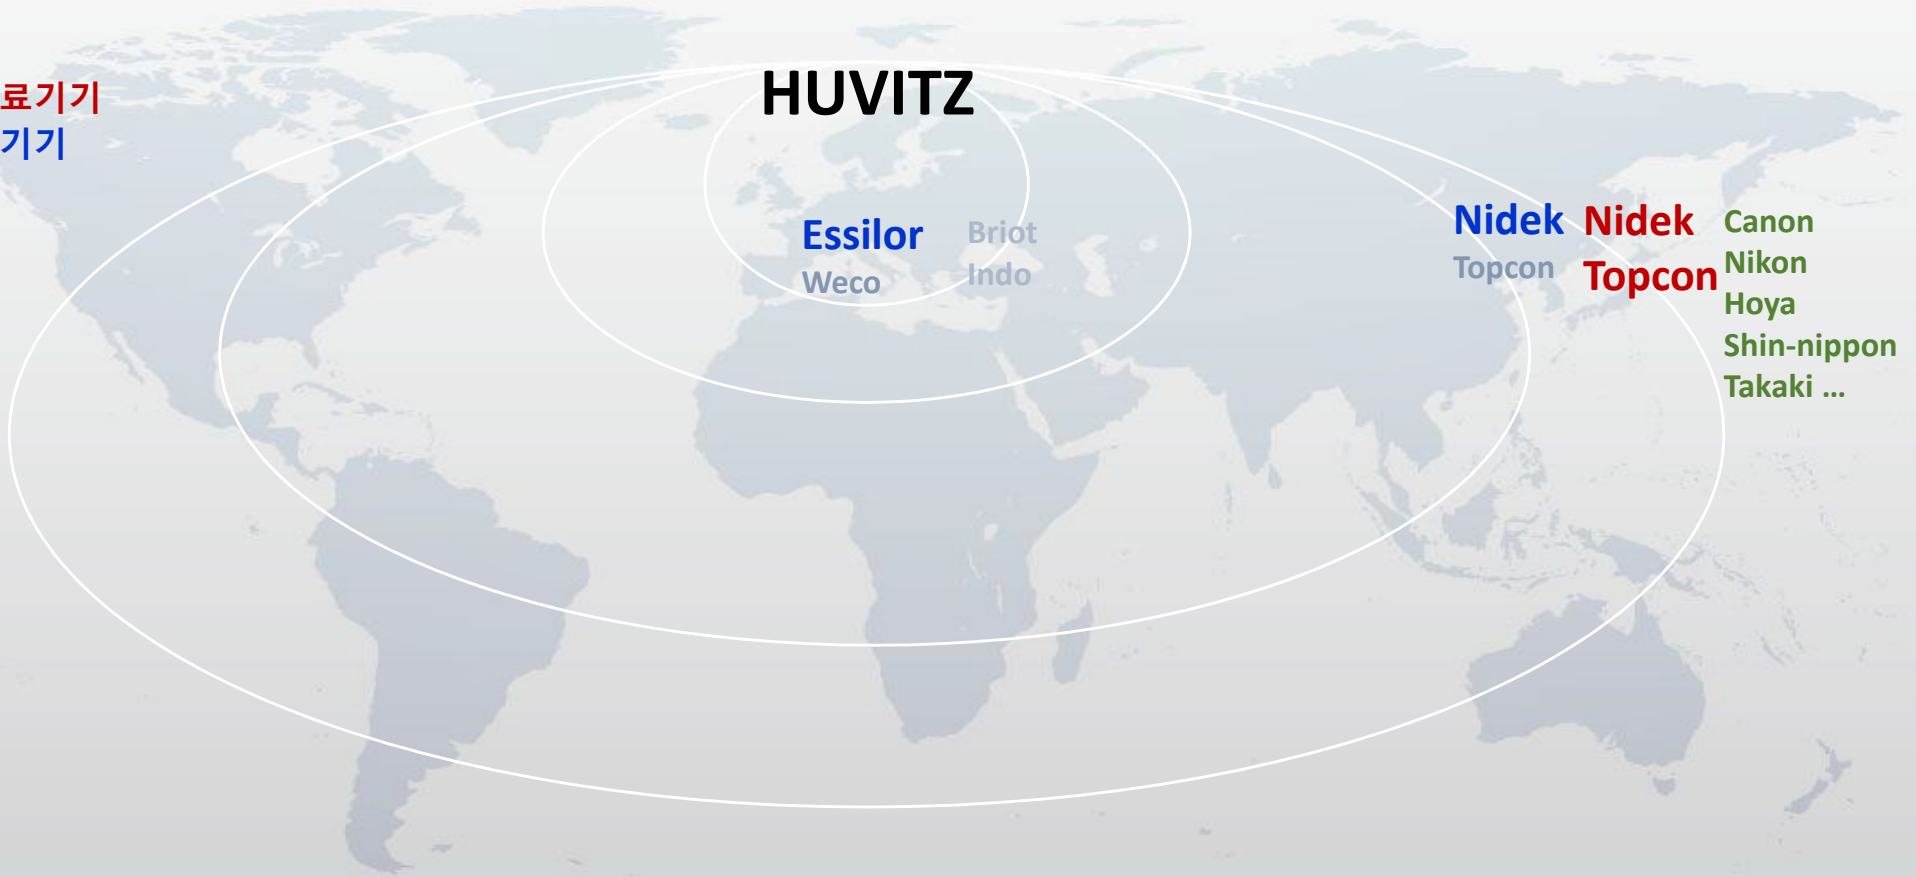 HUVITZ
료기기
기기
Essilor
Weco
Briot
Indo
Nidek
Topcon
Nidek
Topcon
Canon
Nikon
Hoya
Shin-nippon
Takaki ...